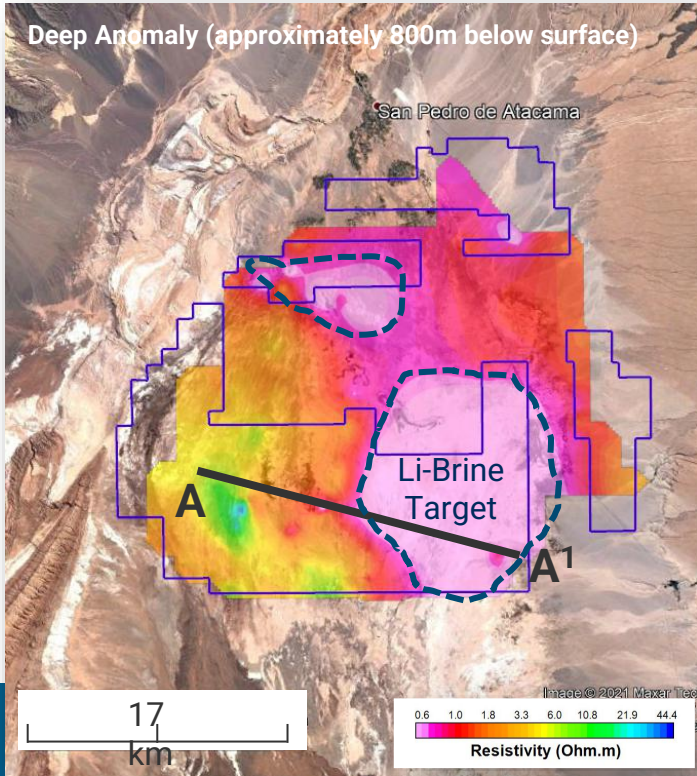 Deep Anomaly (approximately 800m below surface)
San Pedro de Atacama
Li-Brine
Target
A
A¹
Image © 2021 Maxar Tec
17
km
0.6 1.0 1.8 3.3 6.0 10.8 21.9 44.4
Resistivity (Ohm.m)